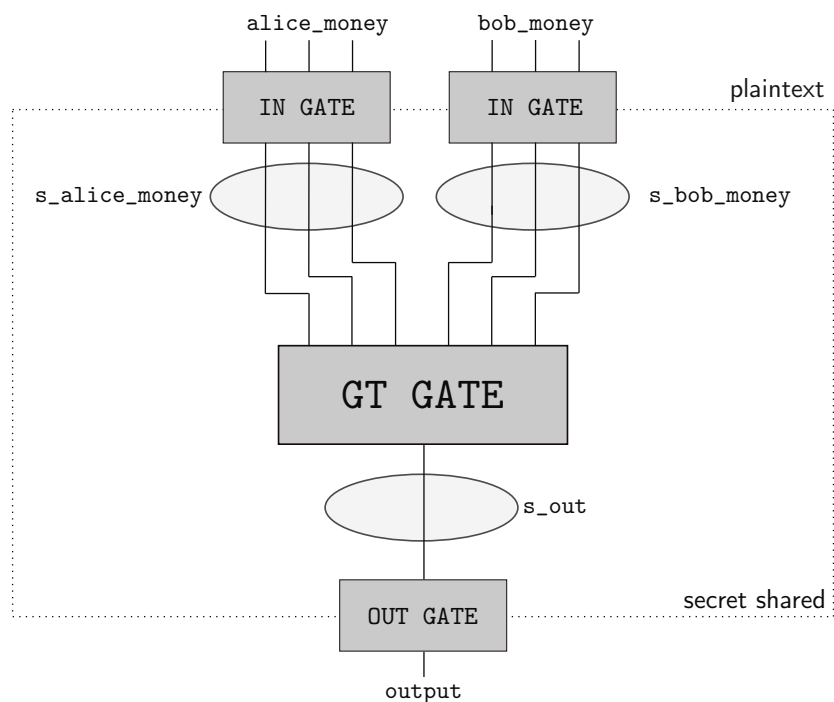 alice_money
bob_money
plaintext
IN GATE
IN GATE
s_alice_money
s_bob_money
GT GATE
s_out
secret shared
OUT GATE
output